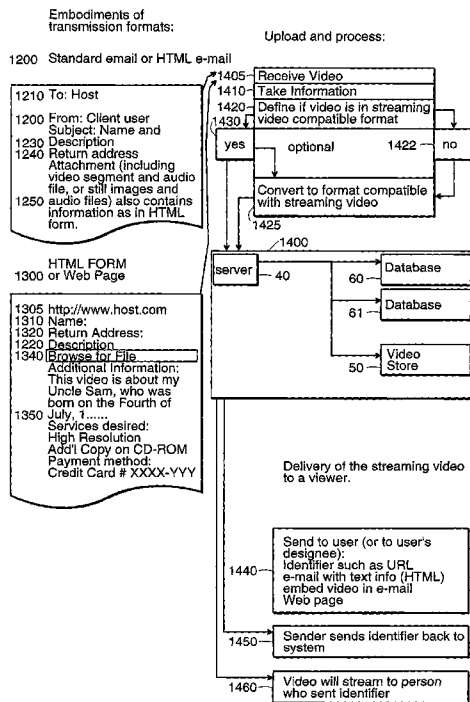 Embodiments of
transmission formats:
1200 Standard email or HTML e-mail
1210 To: Host
1200 From: Client user
Subject: Name and
1230 Description
1240 Return address
Attachment (including
video segment and audio
file, or still images and
1250 audio files) also contains
information as in HTML
form.
HTML FORM
1300 or Web Page
1305 http://www.host.com
1310 Name:
1320 Return Address:
1220 Description
1340 Browse for File
Additional Information:
This video is about my
Uncle Sam, who was
born on the Fourth of
1350 July, 1......
Services desired:
High Resolution
Add'l Copy on CD-ROM
Payment method:
Credit Card # XXXX-YYY
Upload and process:
1405 Receive Video
1410 Take Information
1420 Define if video is in streaming
video compatible format
1430
yes
optional
1422
no
Convert to format compatible
with streaming video
1425
1400
server
40
60 Database
61 Database
50 Video
Store
Delivery of the streaming video
to a viewer.
Send to user (or to user's
designee):
Identifier such as URL
1440 e-mail with text info (HTML)
embed video in e-mail
Web page
1450 Sender sends identifier back to
system
1460 Video will stream to person
who sent identifier